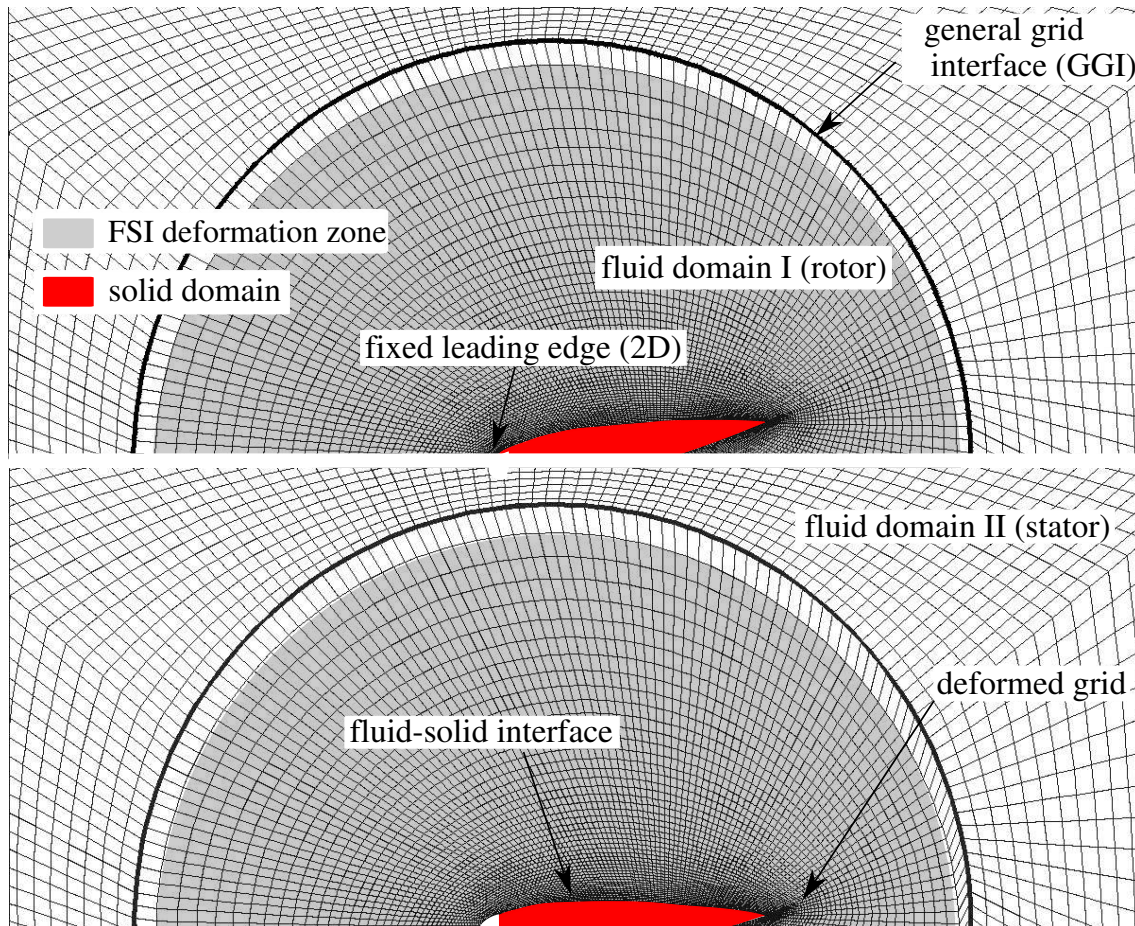 general grid
interface (GGI)
FSI deformation zone
solid domain
fluid domain I (rotor)
fixed leading edge (2D)
fluid domain II (stator)
deformed grid
fluid-solid interface